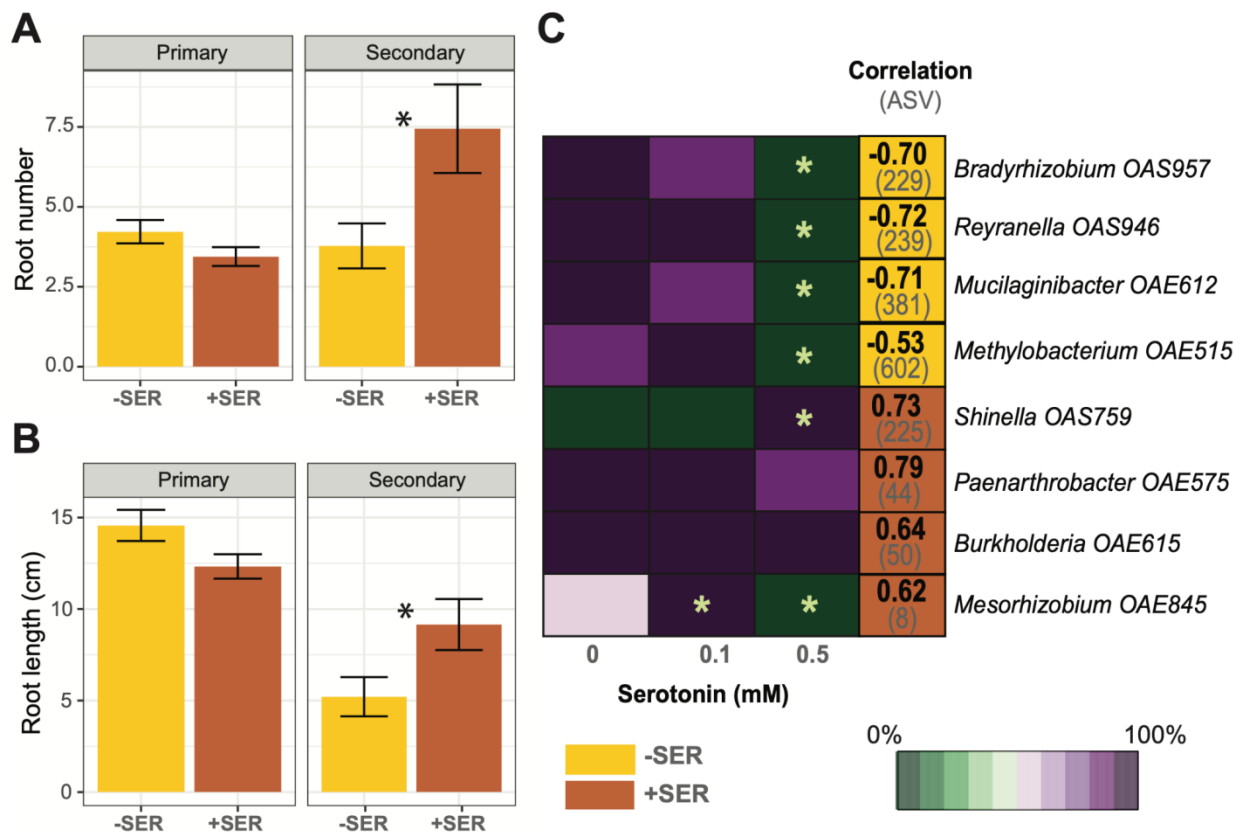 A
Primary
Secondary
Root number
7.5
5.0
2.5
0.0
*
-SER
+SER
-SER
+SER
B
Primary
Secondary
Root length (cm)
15
10
5
0
*
-SER
+SER
-SER
+SER
C
Correlation
(ASV)
* -0.70 (229) Bradyrhizobium OAS957
* -0.72 (239) Reyranella OAS946
* -0.71 (381) Mucilaginibacter OAE612
* -0.53 (602) Methylobacterium OAE515
* 0.73 (225) Shinella OAS759
0.79 (44) Paenarthrobacter OAE575
0.64 (50) Burkholderia OAE615
* * 0.62 (8) Mesorhizobium OAE845
0 0.1 0.5
Serotonin (mM)
-SER
+SER
0% 100%